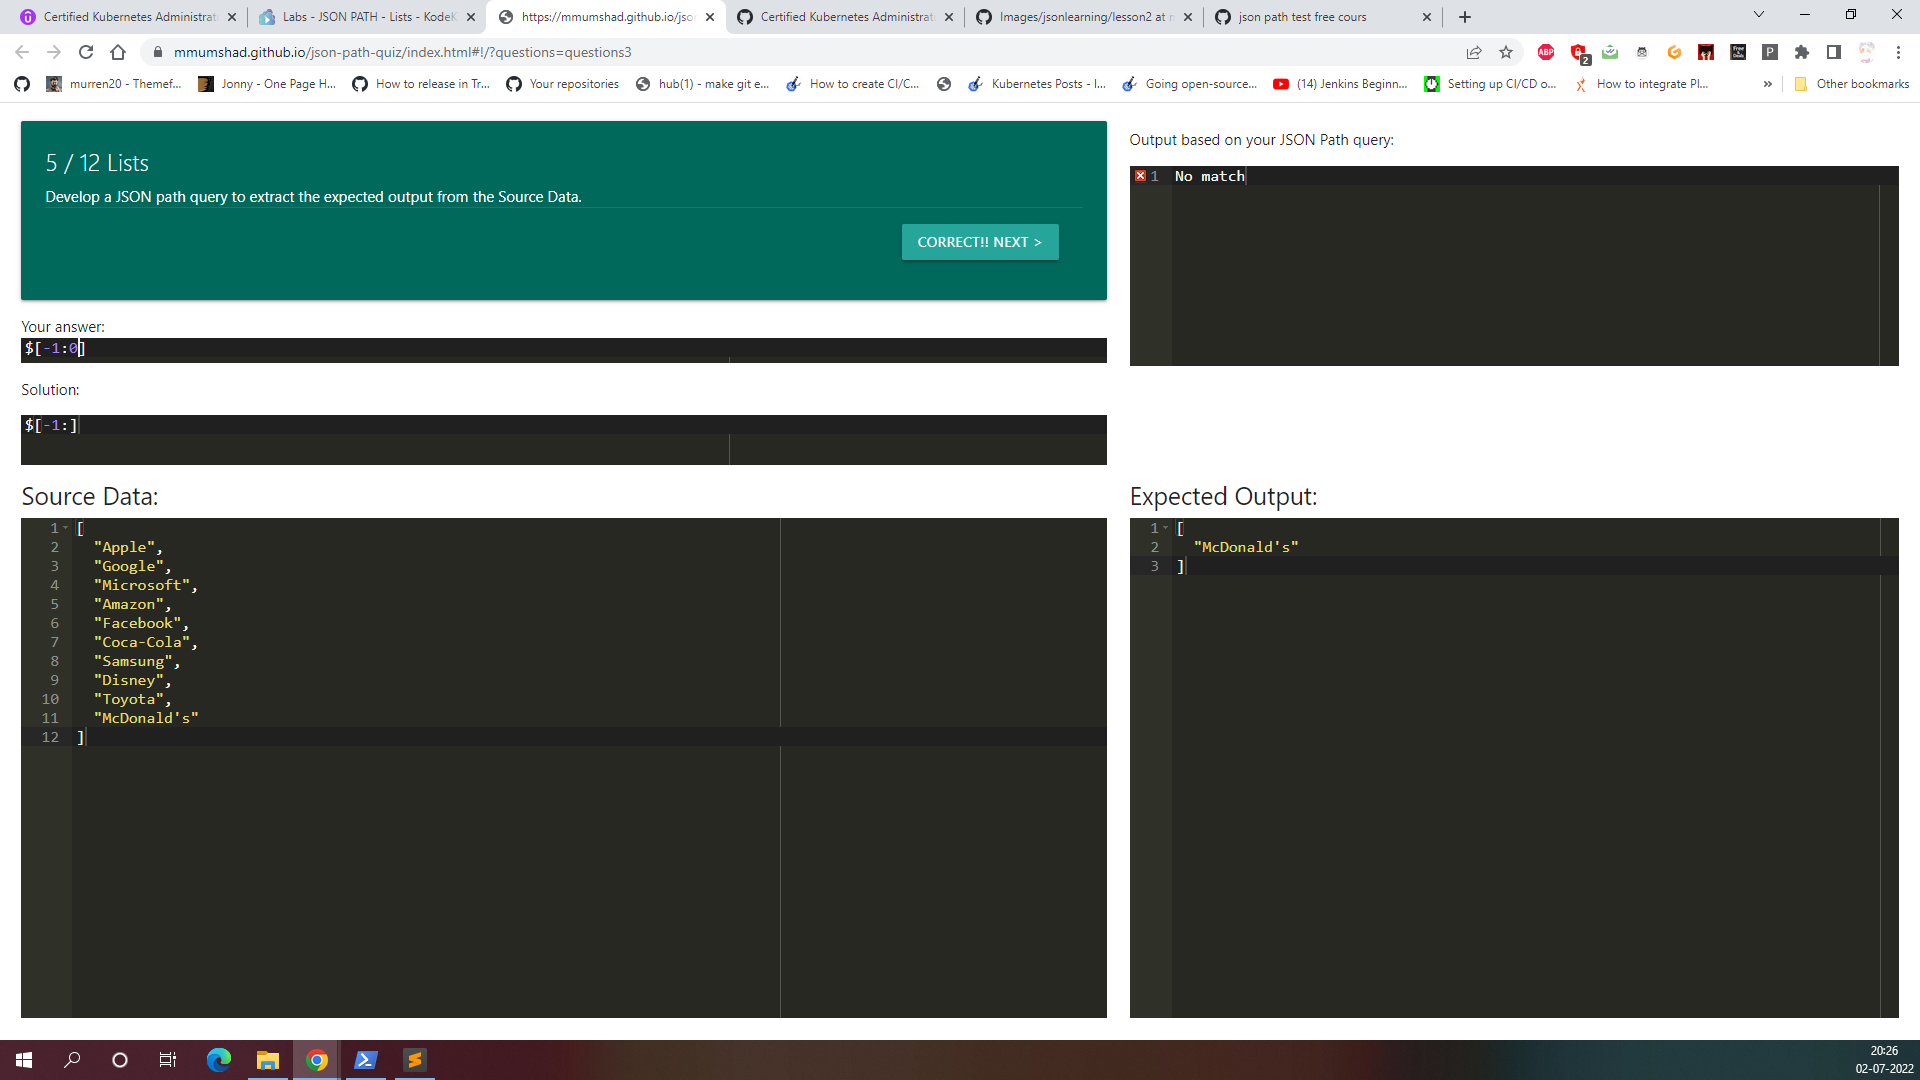 Certified Kubernetes Administrat
Labs - JSON PATH - Lists - KodeK
https://mmumshad.github.io/jso
Certified Kubernetes Administrat
Images/jsonlearning/lesson2 at m
json path test free cours
mmumshad.github.io/json-path-quiz/index.html#!/?questions=questions3
ABP
2
P
murren20 - Themef...
Jonny - One Page H...
How to release in Tr...
Your repositories
hub(1) - make git e...
How to create CI/C...
Kubernetes Posts - I...
Going open-source...
(14) Jenkins Beginn...
Setting up CI/CD o...
How to integrate Pl...
»
Other bookmarks
5 / 12 Lists
Develop a JSON path query to extract the expected output from the Source Data.
CORRECT!! NEXT >
Your answer:
$[-1:0]
Solution:
$[-1:]
Output based on your JSON Path query:
1 No match
Source Data:
1 [
2 "Apple",
3 "Google",
4 "Microsoft",
5 "Amazon",
6 "Facebook",
7 "Coca-Cola",
8 "Samsung",
9 "Disney",
10 "Toyota",
11 "McDonald's"
12 ]
Expected Output:
1 [
2 "McDonald's"
3 ]
20:26
02-07-2022